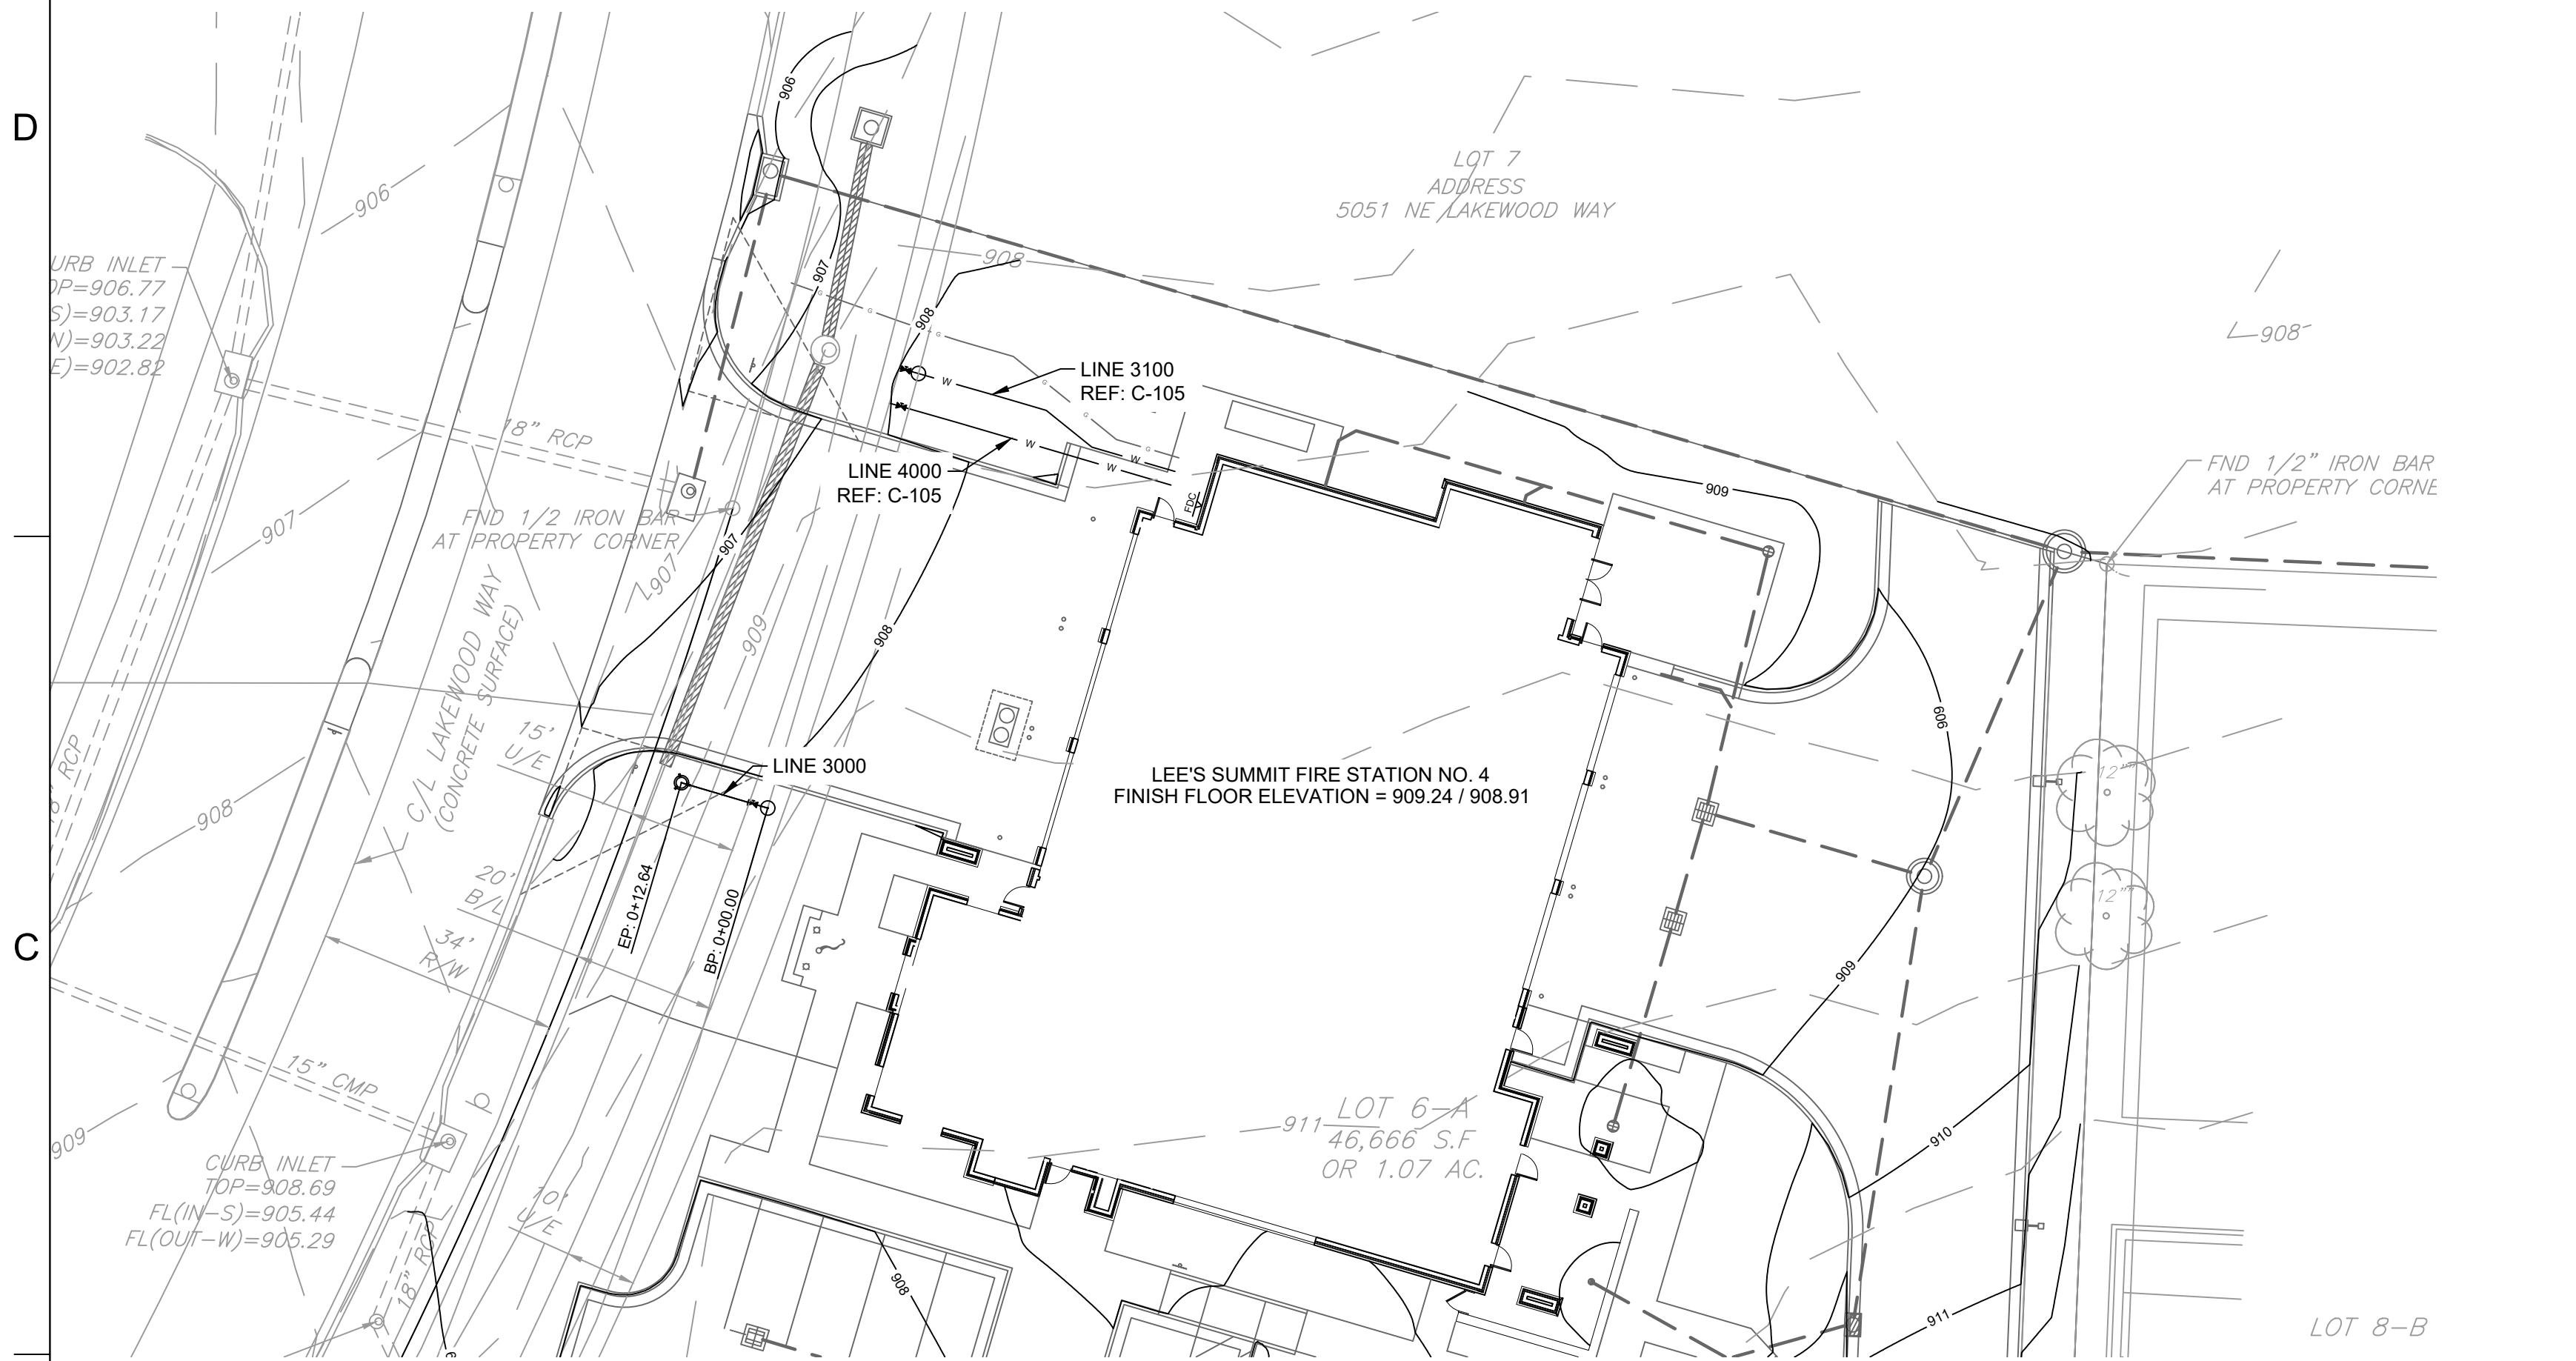 D
C
906
LOT 7
ADDRESS
5051 NE LAKEWOOD WAY
906
URB INLET
OP=906.77
S)=903.17
N)=903.22
E)=902.82
908
907
908
908
G
G
G
G
G
LINE 3100
REF: C-105
W
W
W
W
18" RCP
LINE 4000
REF: C-105
FDC
909
FND 1/2" IRON BAR
AT PROPERTY CORNE
FND 1/2 IRON BAR
AT PROPERTY CORNER
907
907
907
909
908
C/L LAKEWOOD WAY
(CONCRETE SURFACE)
15'
U/E
RCP
LINE 3000
LEE'S SUMMIT FIRE STATION NO. 4
FINISH FLOOR ELEVATION = 909.24 / 908.91
909
12"
12"
908
20'
B/L
34'
R/W
EP: 0+12.64
BP: 0+00.00
909
15" CMP
909
911
LOT 6-A
46,666 S.F
OR 1.07 AC.
910
CURB INLET
TOP=908.69
FL(IN-S)=905.44
FL(OUT-W)=905.29
10'
U/E
18" RCP
908
911
LOT 8-B